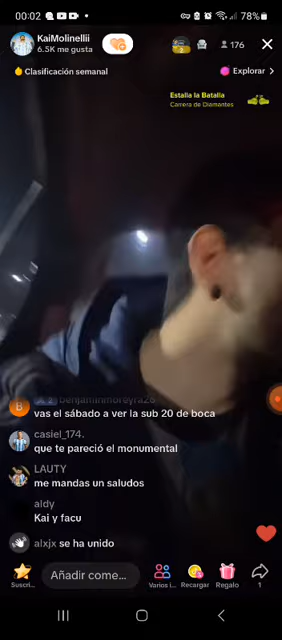 00:02
78%
KaiMolinellii
6.5K me gusta
176
Clasificación semanal
Explorar
Estalla la Batalla
Carrera de Diamantes
B
benjaminmoreyra28
vas el sábado a ver la sub 20 de boca
casiel_174.
que te pareció el monumental
LAUTY
me mandas un saludos
aldy
Kai y facu
alxjx se ha unido
Añadir come...
Suscri...
Varios i...
Recargar
Regalo
1